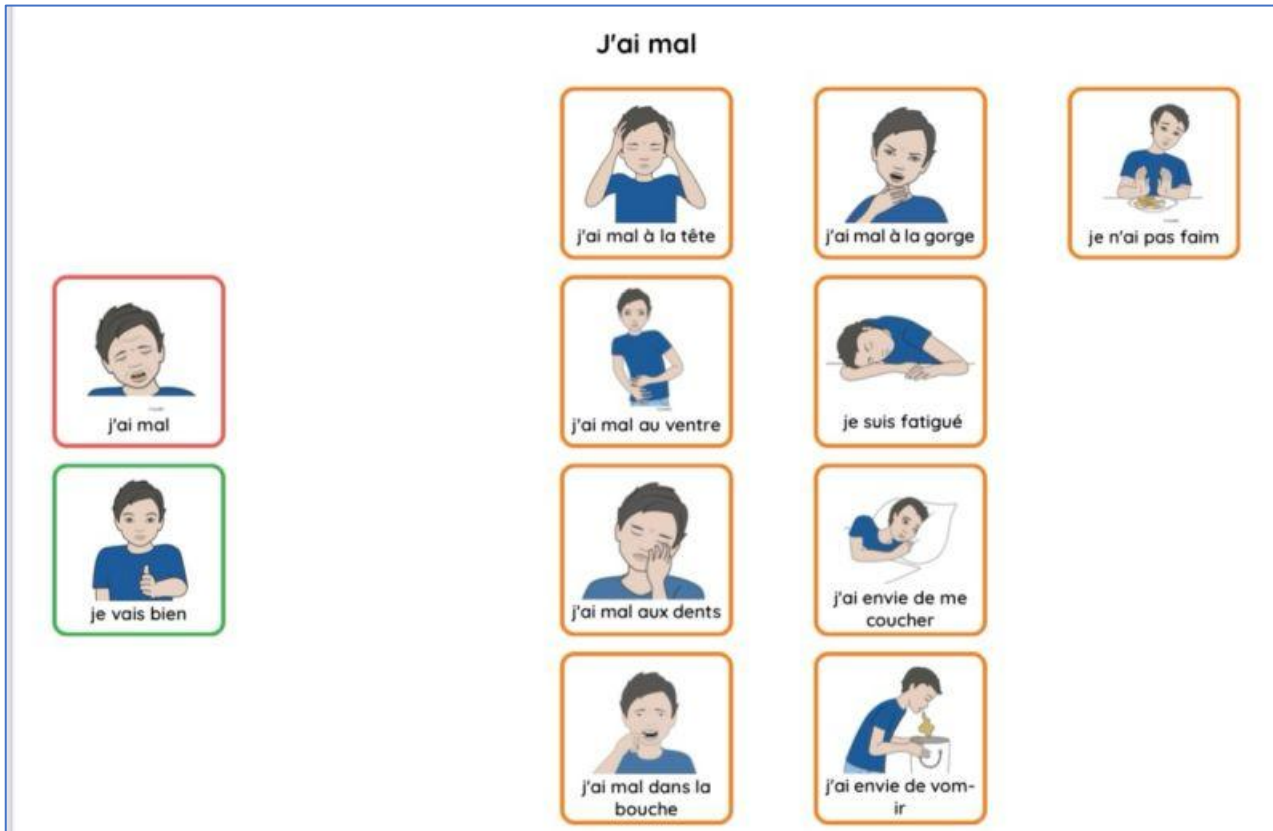 J'ai mal
j'ai mal à la tête
j'ai mal à la gorge
je n'ai pas faim
j'ai mal
j'ai mal au ventre
je suis fatigué
je vais bien
j'ai mal aux dents
j'ai envie de me
coucher
j'ai mal dans la
bouche
j'ai envie de vom-
ir